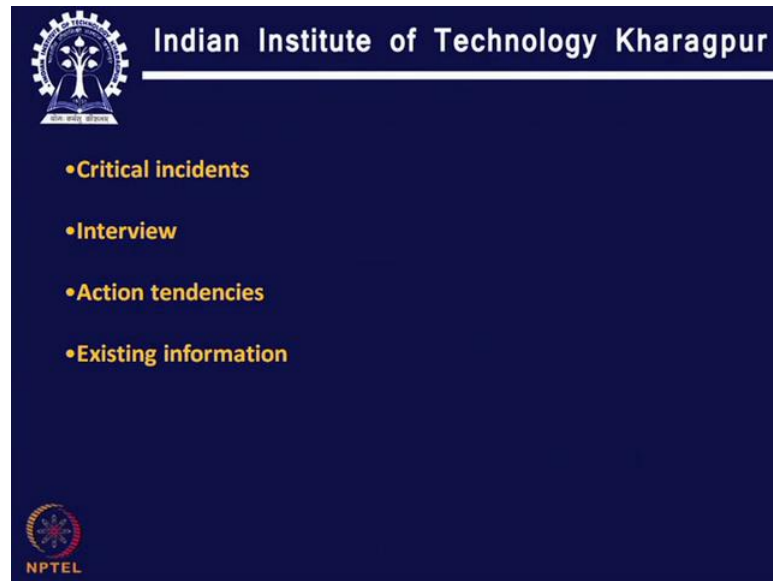 Indian Institute of Technology Kharagpur
•Critical incidents
•Interview
•Action tendencies
•Existing information
NPTEL